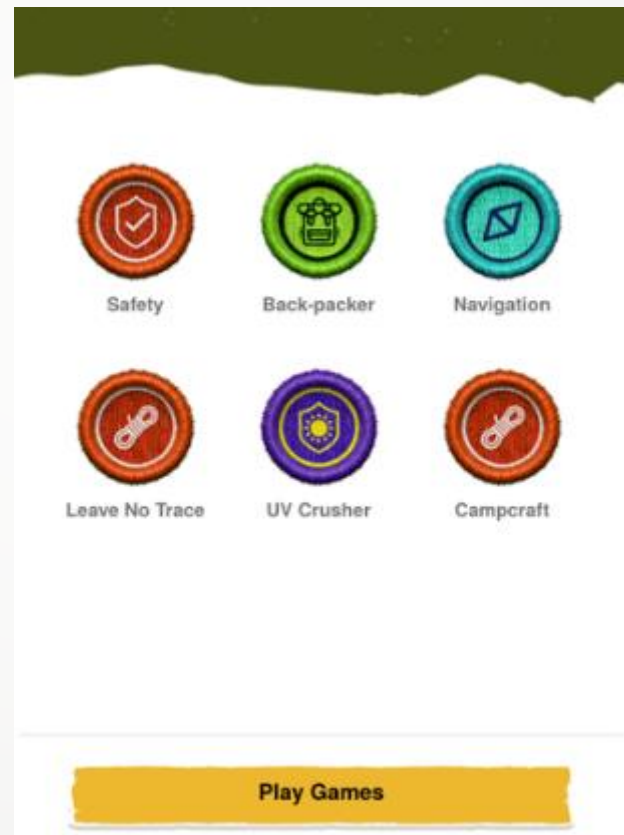 Safety
Back-packer
Navigation
Leave No Trace
UV Crusher
Campcraft
Play Games